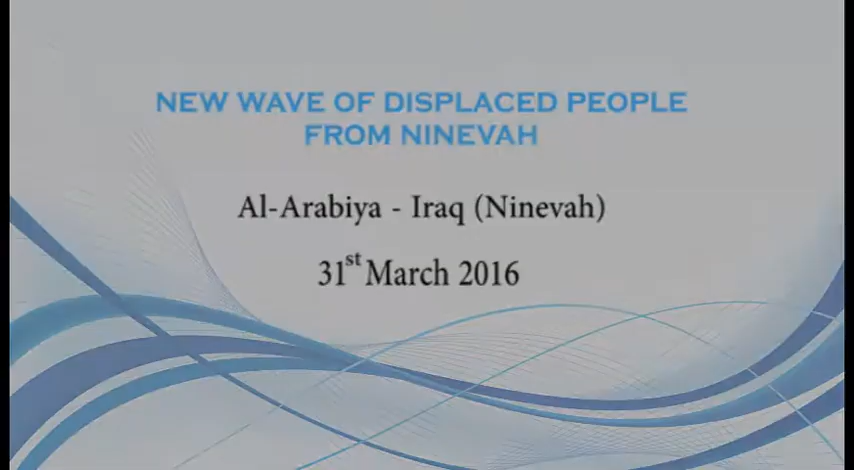 NEW WAVE OF DISPLACED PEOPLE
FROM NINEVAH
Al-Arabiya - Iraq (Ninevah)
31st March 2016